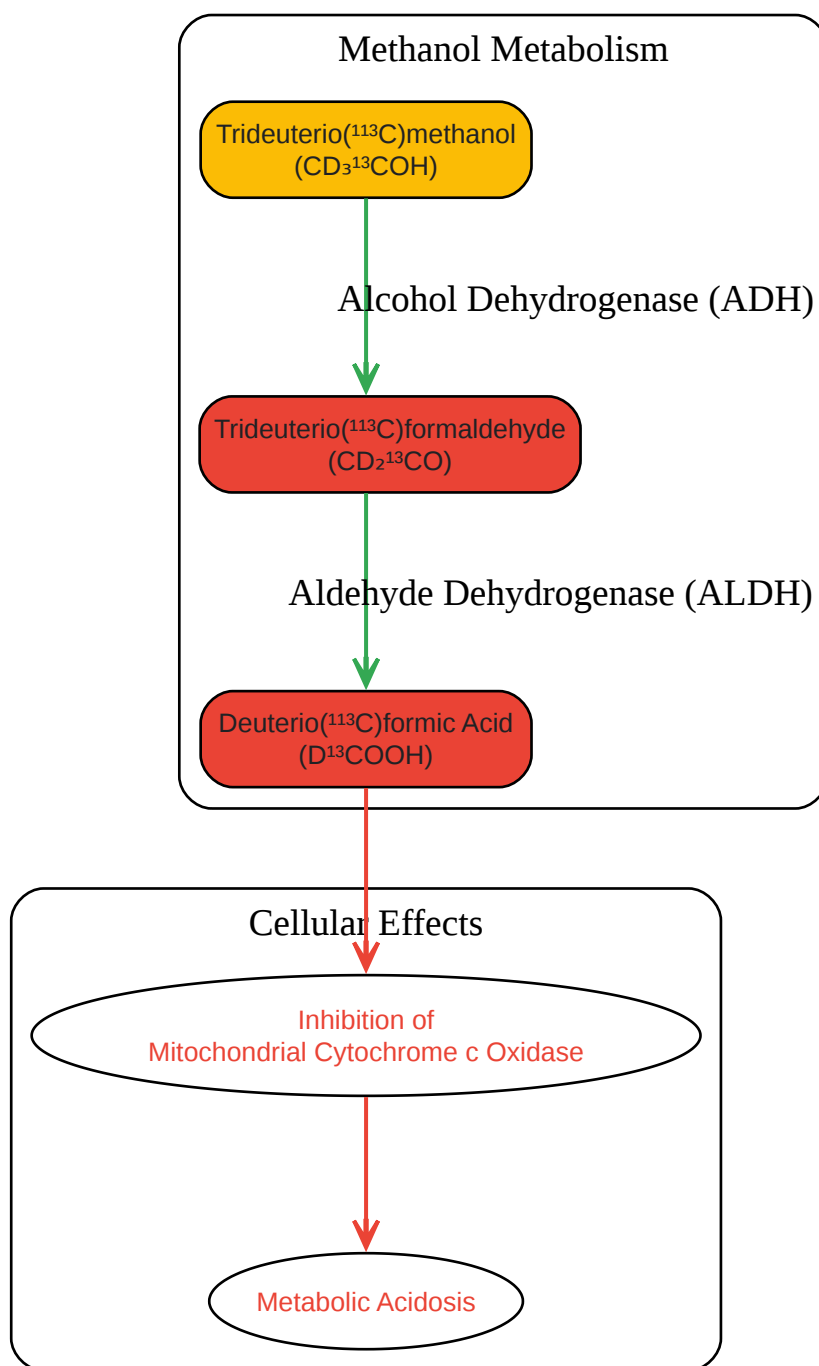 Methanol Metabolism
Trideuterio(¹¹³C)methanol
(CD₃¹³COH)
Alcohol Dehydrogenase (ADH)
Trideuterio(¹¹³C)formaldehyde
(CD₂¹³CO)
Aldehyde Dehydrogenase (ALDH)
Deuterio(¹¹³C)formic Acid
(D¹³COOH)
Cellular Effects
Inhibition of
Mitochondrial Cytochrome c Oxidase
Metabolic Acidosis